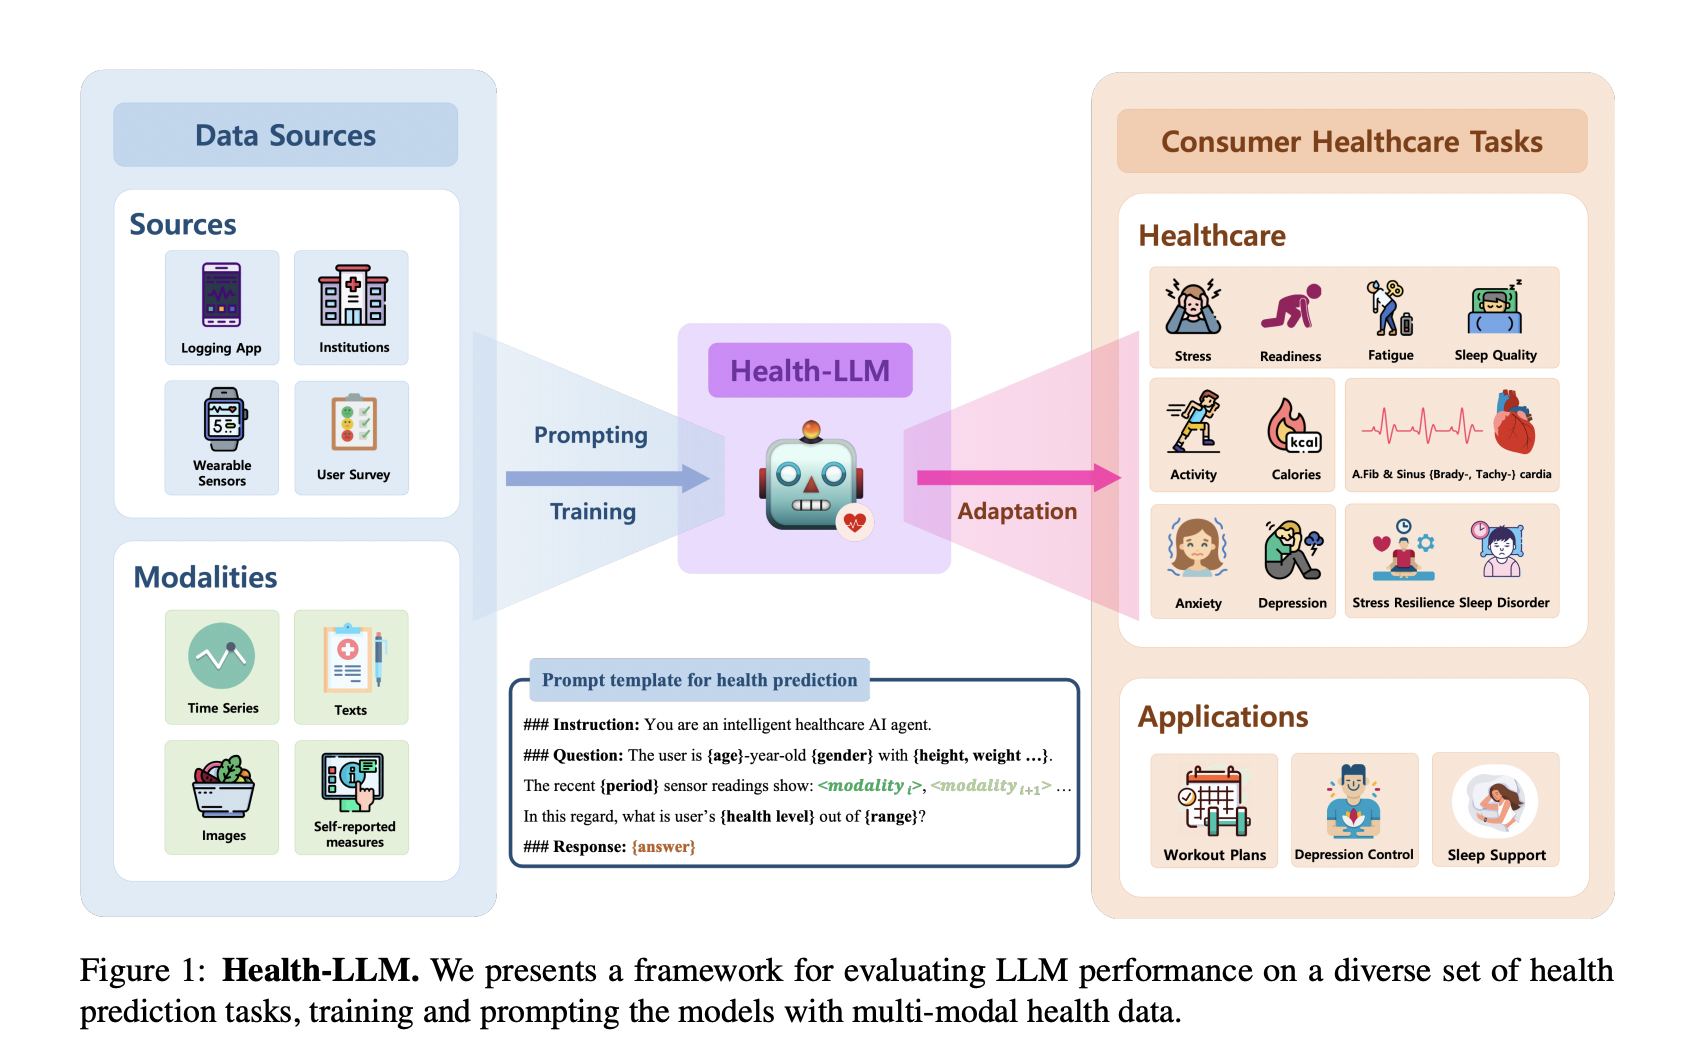 Data Sources
Sources
Logging App
Institutions
Wearable
Sensors
User Survey
Modalities
Time Series
Texts
Images
Self-reported
measures
Prompting
Training
Health-LLM
Adaptation
Prompt template for health prediction
### Instruction: You are an intelligent healthcare AI agent.
### Question: The user is {age}-year-old {gender} with {height, weight ...}.
The recent {period} sensor readings show: <modality i>, <modality i+1> ...
In this regard, what is user's {health level} out of {range}?
### Response: {answer}
Consumer Healthcare Tasks
Healthcare
Stress
Readiness
Fatigue
Sleep Quality
z z
Activity
kcal
Calories
A.Fib & Sinus {Brady-, Tachy-} cardia
5
Anxiety
Depression
Stress Resilience
Sleep Disorder
Applications
Workout Plans
Depression Control
Sleep Support
Figure 1: Health-LLM. We presents a framework for evaluating LLM performance on a diverse set of health
prediction tasks, training and prompting the models with multi-modal health data.